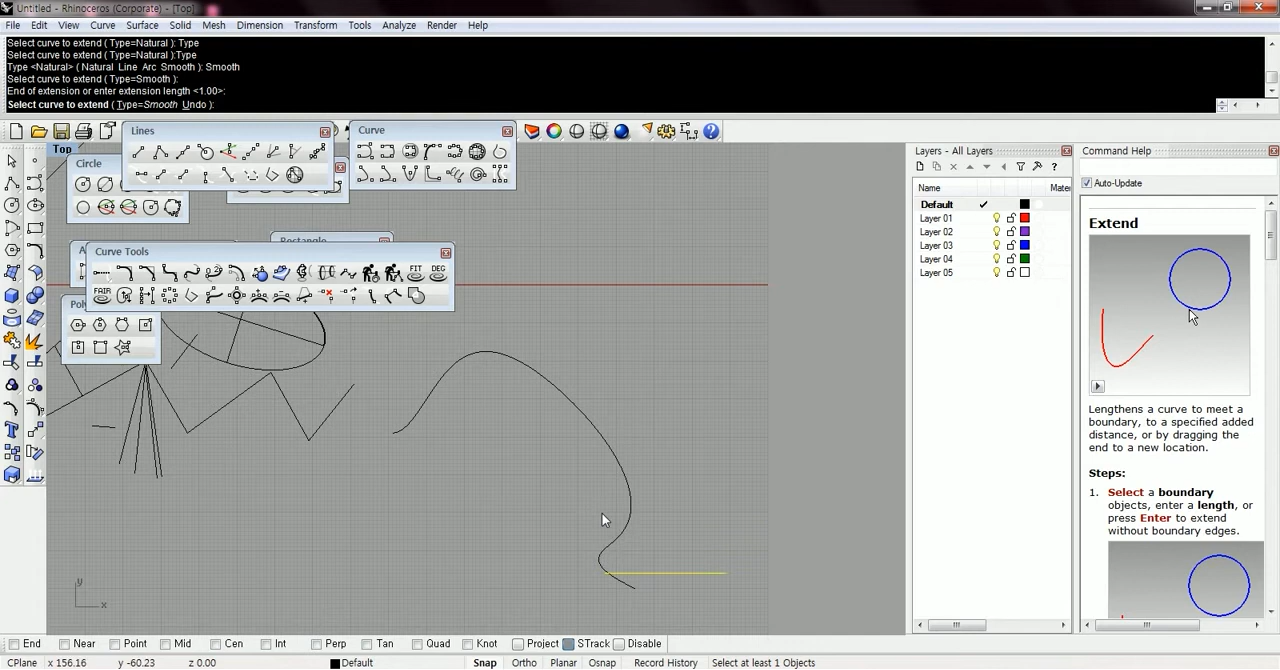 Untitled - Rhinoceros (Corporate) - [Top]
File Edit View Curve Surface Solid Mesh Dimension Transform Tools Analyze Render Help
Select curve to extend ( Type=Natural ): Type
Select curve to extend ( Type=Natural ):Type
Type <Natural> ( Natural Line Arc Smooth ): Smooth
Select curve to extend ( Type=Smooth ):
End of extension or enter extension length <1.00>:
Select curve to extend ( Type=Smooth Undo ):
Lines
Curve
Top
Circle
Rectangle
Curve Tools
FIT DEG
FAIR
Layers - All Layers
Name Mater
Default
Layer 01
Layer 02
Layer 03
Layer 04
Layer 05
Command Help
Auto-Update
Extend
Lengthens a curve to meet a
boundary, to a specified added
distance, or by dragging the
end to a new location.
Steps:
1. Select a boundary
objects, enter a length, or
press Enter to extend
without boundary edges.
y
x
End Near Point Mid Cen Int Perp Tan Quad Knot Project STrack Disable
CPlane x 156.16 y -60.23 z 0.00 Default Snap Ortho Planar Osnap Record History Select at least 1 Objects